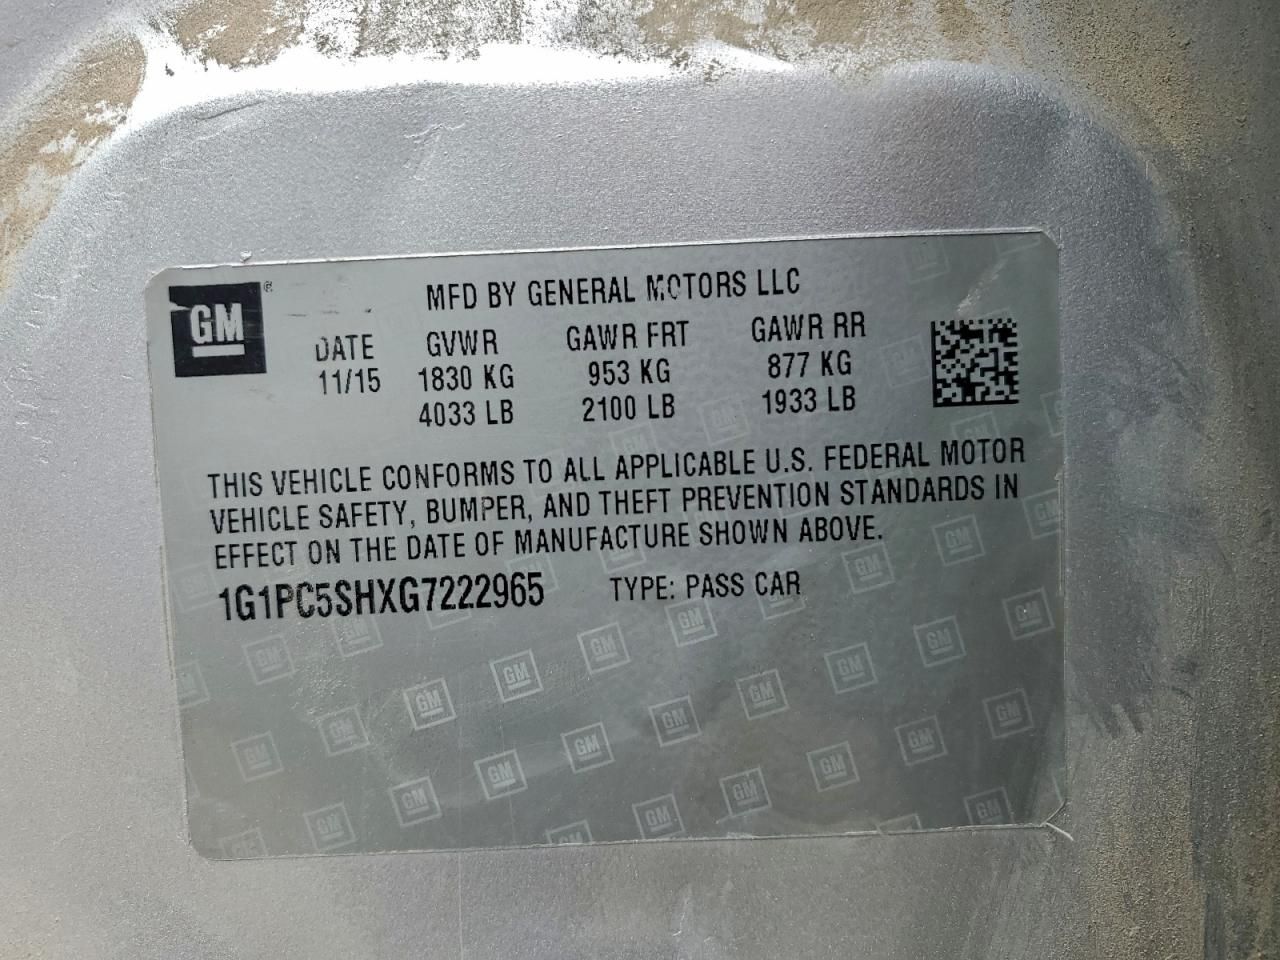 GM ®
MFD BY GENERAL MOTORS LLC
DATE GVWR GAWR FRT GAWR RR
11/15 1830 KG 953 KG 877 KG
4033 LB 2100 LB 1933 LB
THIS VEHICLE CONFORMS TO ALL APPLICABLE U.S. FEDERAL MOTOR
VEHICLE SAFETY, BUMPER, AND THEFT PREVENTION STANDARDS IN
EFFECT ON THE DATE OF MANUFACTURE SHOWN ABOVE.
1G1PC5SHXG7222965 TYPE: PASS CAR